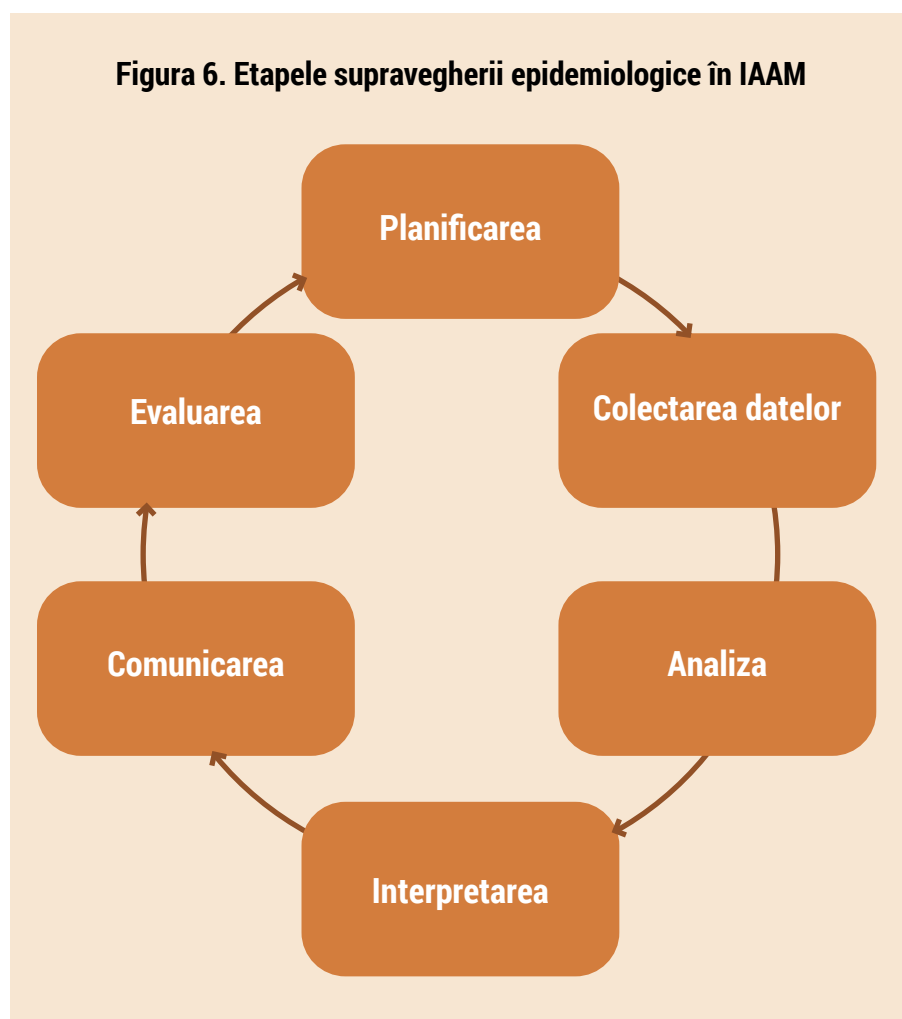 Figura 6. Etapele supravegherii epidemiologice în IAAM
Planificarea
Colectarea datelor
Analiza
Interpretarea
Comunicarea
Evaluarea